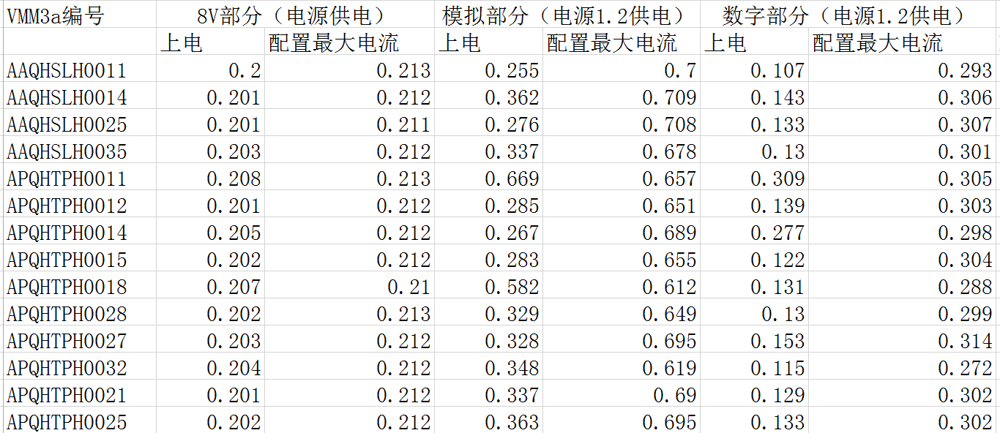 VMM3a编号 8V部分（电源供电） 模拟部分（电源1.2供电） 数字部分（电源1.2供电）
上电 配置最大电流 上电 配置最大电流 上电 配置最大电流
AAQHSLH0011 0.2 0.213 0.255 0.7 0.107 0.293
AAQHSLH0014 0.201 0.212 0.362 0.709 0.143 0.306
AAQHSLH0025 0.201 0.211 0.276 0.708 0.133 0.307
AAQHSLH0035 0.203 0.212 0.337 0.678 0.13 0.301
APQHTPH0011 0.208 0.213 0.669 0.657 0.309 0.305
APQHTPH0012 0.201 0.212 0.285 0.651 0.139 0.303
APQHTPH0014 0.205 0.212 0.267 0.689 0.277 0.298
APQHTPH0015 0.202 0.212 0.283 0.655 0.122 0.304
APQHTPH0018 0.207 0.21 0.582 0.612 0.131 0.288
APQHTPH0028 0.202 0.213 0.329 0.649 0.13 0.299
APQHTPH0027 0.203 0.212 0.328 0.695 0.153 0.314
APQHTPH0032 0.204 0.212 0.348 0.619 0.115 0.272
APQHTPH0021 0.201 0.212 0.337 0.69 0.129 0.302
APQHTPH0025 0.202 0.212 0.363 0.695 0.133 0.302